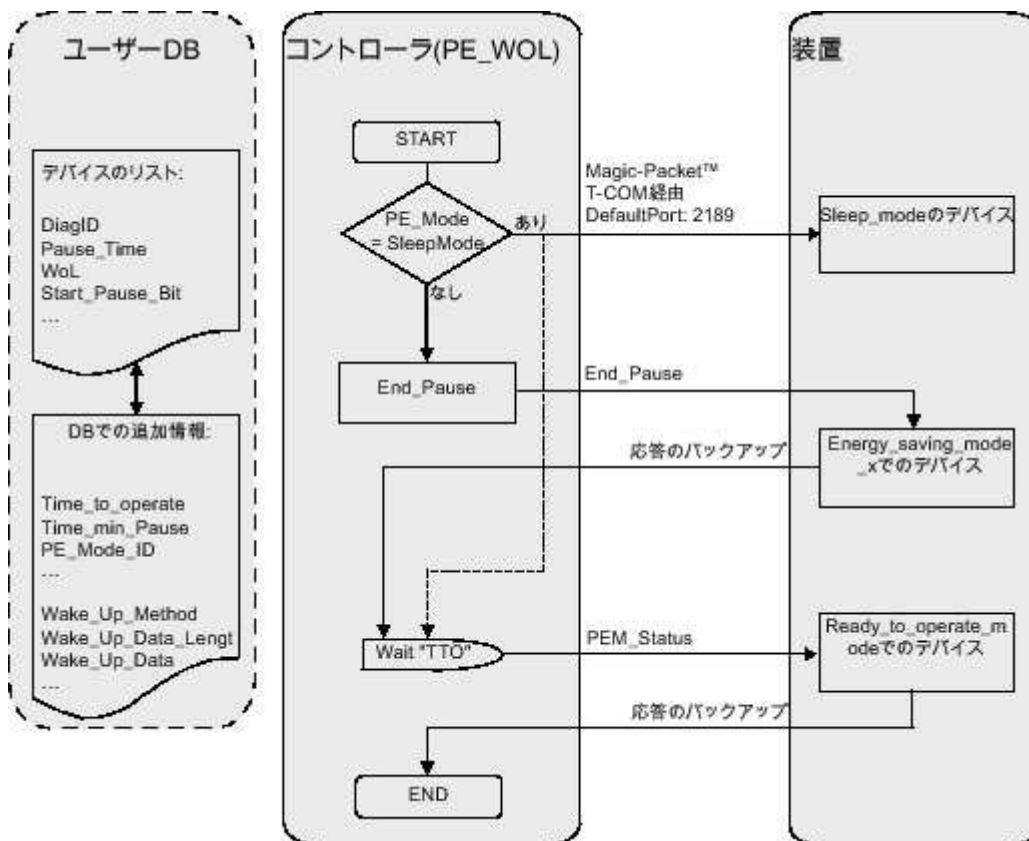 ユーザーDB
デバイスのリスト:
DiagID
Pause_Time
WoL
Start_Pause_Bit
...
DBでの追加情報:
Time_to_operate
Time_min_Pause
PE_Mode_ID
...
Wake_Up_Method
Wake_Up_Data_Lengt
Wake_Up_Data
...
コントローラ(PE_WOL)
START
PE_Mode
= SleepMode
あり
なし
End_Pause
Wait "TTO"
END
Magic-Packet™
T-COM経由
DefaultPort: 2189
End_Pause
応答のバックアップ
PEM_Status
応答のバックアップ
装置
Sleep_modeのデバイス
Energy_saving_mode
_xでのデバイス
Ready_to_operate_m
odeでのデバイス